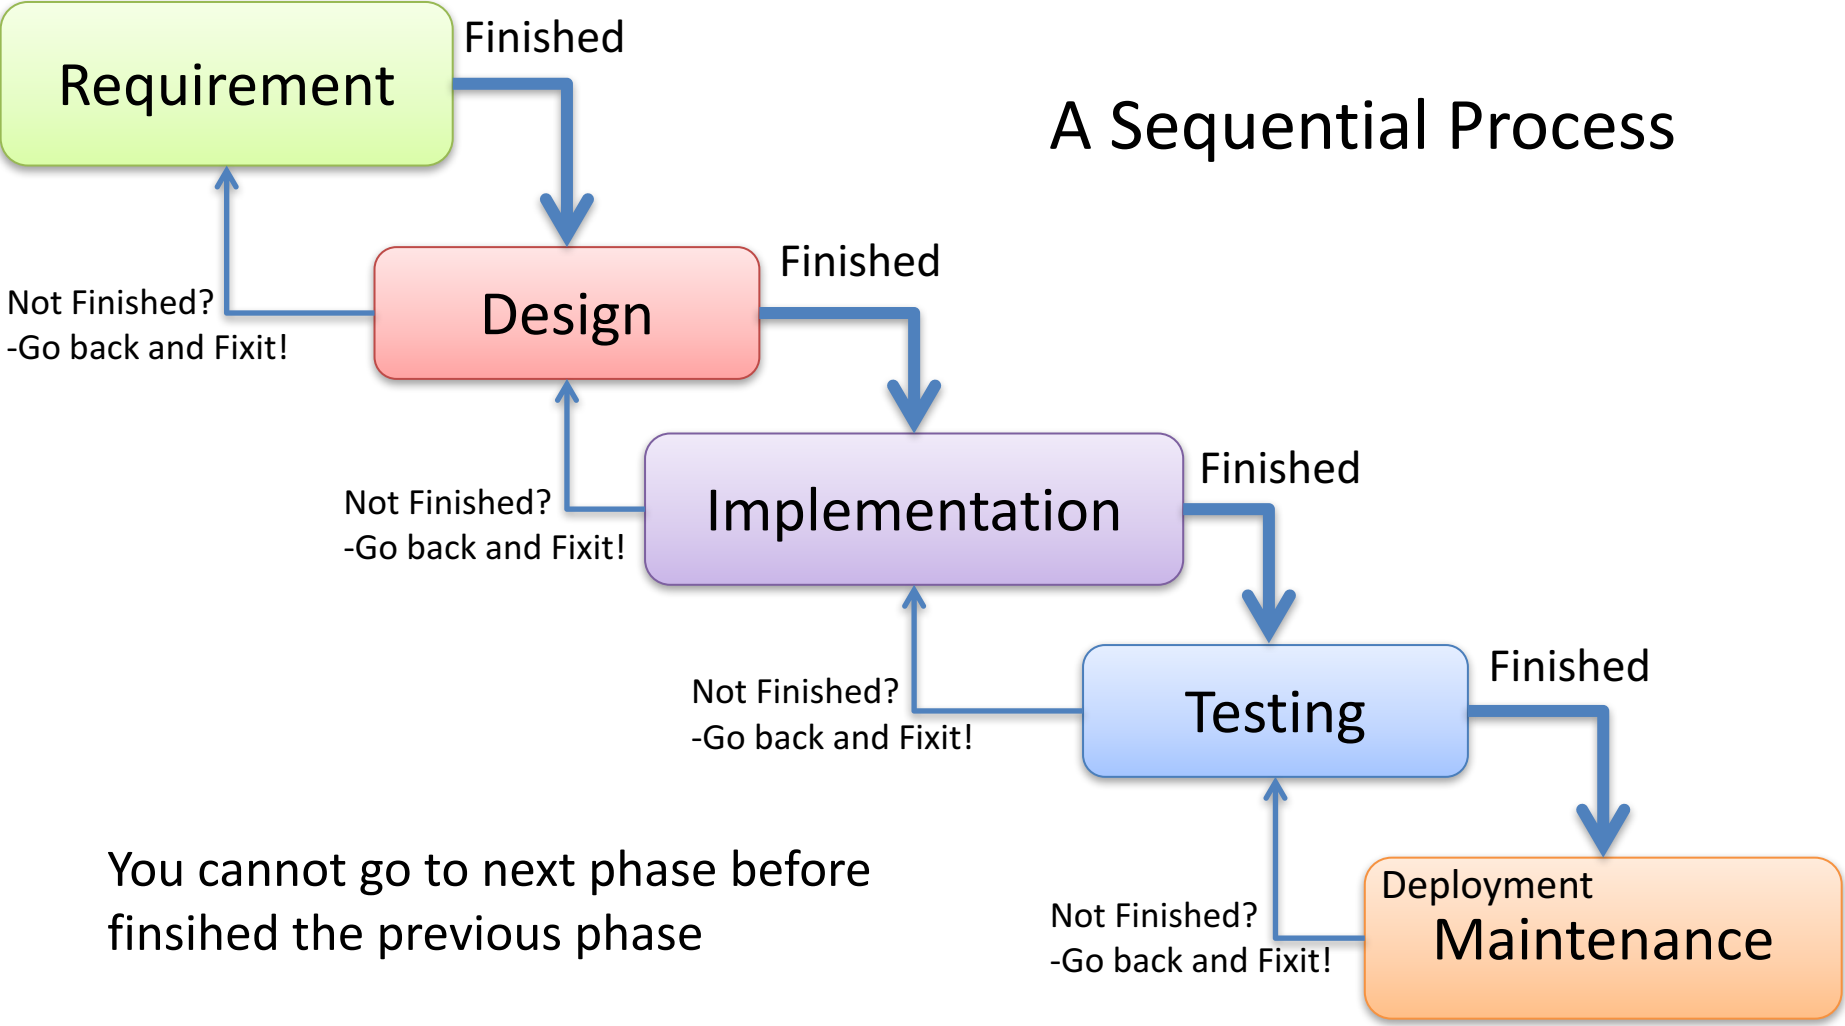 Finished
Requirement
A Sequential Process
Finished
Not Finished?
-Go back and Fixit!
Design
Finished
Not Finished?
-Go back and Fixit!
Implementation
Finished
Not Finished?
-Go back and Fixit!
Testing
You cannot go to next phase before
finsihed the previous phase
Deployment
Maintenance
Not Finished?
-Go back and Fixit!